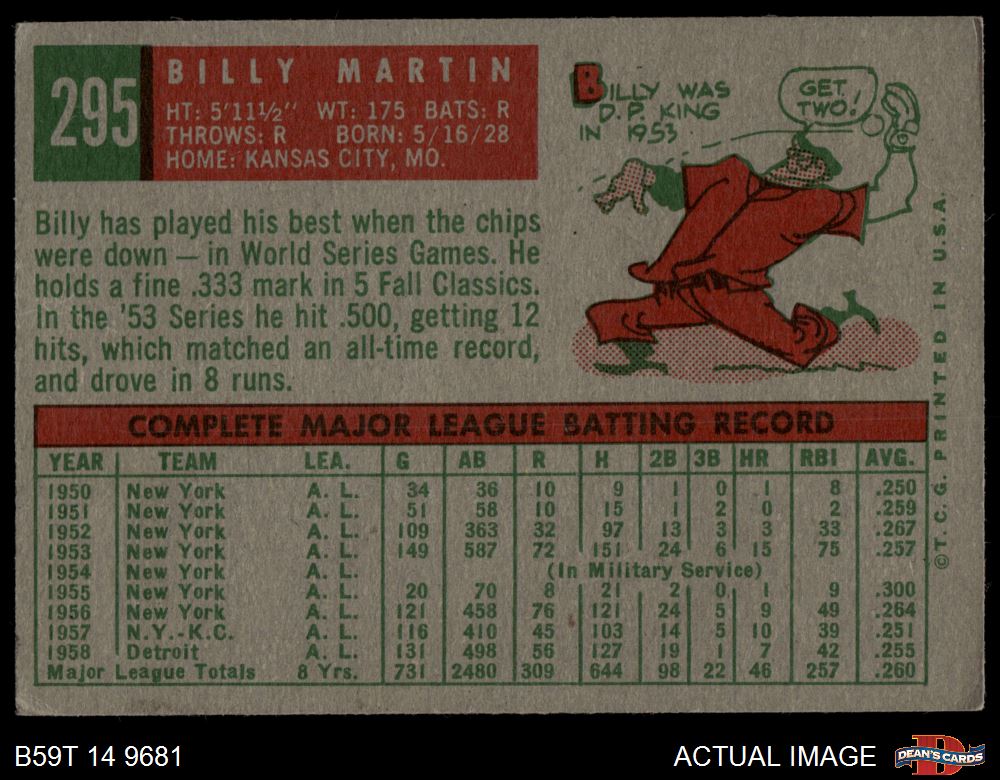 295
BILLY MARTIN
HT: 5'11½" WT: 175 BATS: R
THROWS: R BORN: 5/16/28
HOME: KANSAS CITY, MO.
BILLY WAS
D.P. KING
IN 1953
GET
TWO!
Billy has played his best when the chips
were down — in World Series Games. He
holds a fine .333 mark in 5 Fall Classics.
In the '53 Series he hit .500, getting 12
hits, which matched an all-time record,
and drove in 8 runs.
COMPLETE MAJOR LEAGUE BATTING RECORD
YEAR TEAM LEA. G AB R H 2B 3B HR RBI AVG.
1950 New York A. L. 34 36 10 9 1 0 1 8 .250
1951 New York A. L. 51 58 10 15 1 2 0 2 .259
1952 New York A. L. 109 363 32 97 13 3 3 33 .267
1953 New York A. L. 149 587 72 151 24 6 15 75 .257
1954 New York A. L. (In Military Service)
1955 New York A. L. 20 70 8 21 2 0 1 9 .300
1956 New York A. L. 121 458 76 121 24 5 9 49 .264
1957 N.Y.-K.C. A. L. 116 410 45 103 14 5 10 39 .251
1958 Detroit A. L. 131 498 56 127 19 1 7 42 .255
Major League Totals 8 Yrs. 731 2480 309 644 98 22 46 257 .260
©T.C.G. PRINTED IN U.S.A.
B59T 14 9681
ACTUAL IMAGE
D
DEAN'S CARDS